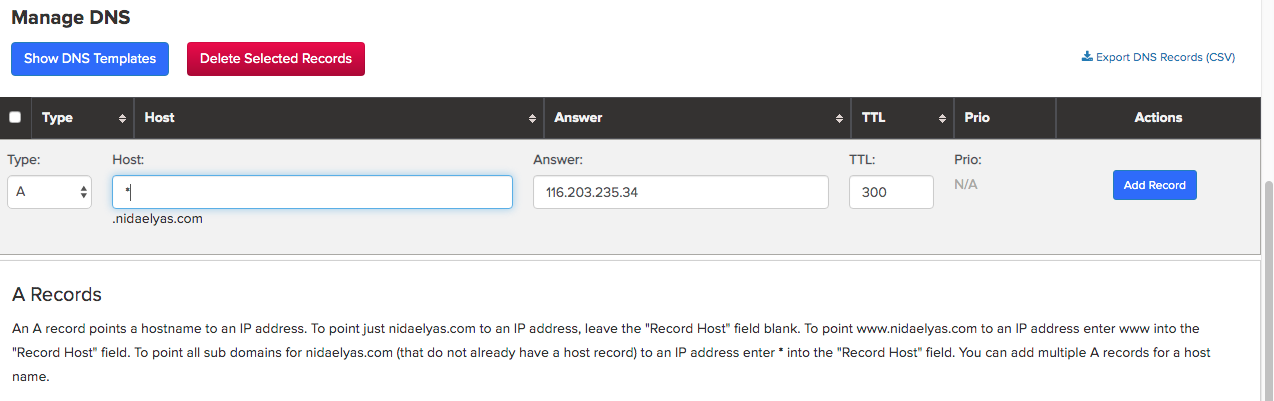 Manage DNS
Show DNS Templates Delete Selected Records Export DNS Records (CSV)
Type Host Answer TTL Prio Actions
Type: Host: Answer: TTL: Prio:
A * 116.203.235.34 300 N/A Add Record
.nidaelyas.com
A Records
An A record points a hostname to an IP address. To point just nidaelyas.com to an IP address, leave the "Record Host" field blank. To point www.nidaelyas.com to an IP address enter www into the
"Record Host" field. To point all sub domains for nidaelyas.com (that do not already have a host record) to an IP address enter * into the "Record Host" field. You can add multiple A records for a host
name.